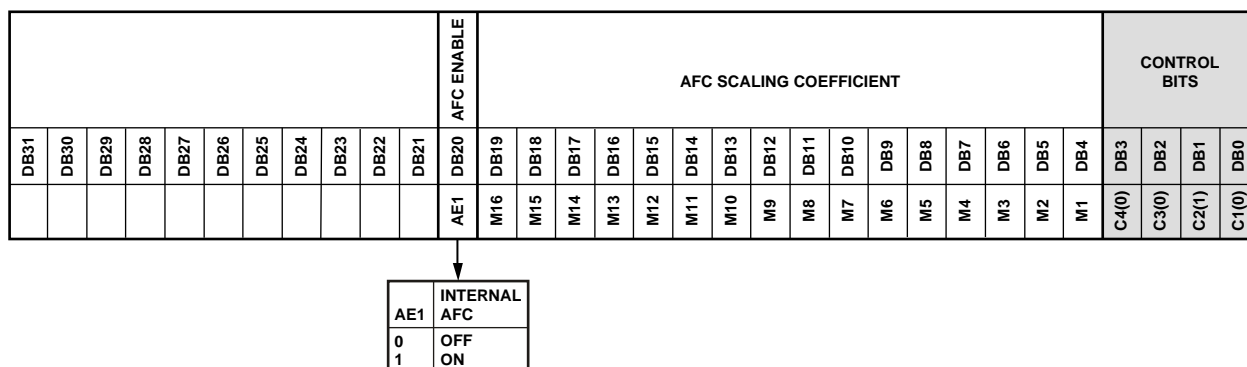 AFC ENABLE
AFC SCALING COEFFICIENT
CONTROL
BITS
DB31 DB30 DB29 DB28 DB27 DB26 DB25 DB24 DB23 DB22 DB21 DB20 DB19 DB18 DB17 DB16 DB15 DB14 DB13 DB12 DB11 DB10 DB9 DB8 DB7 DB6 DB5 DB4 DB3 DB2 DB1 DB0
AE1 M16 M15 M14 M13 M12 M11 M10 M9 M8 M7 M6 M5 M4 M3 M2 M1 C4(0) C3(0) C2(1) C1(0)
AE1 INTERNAL
AFC
0 OFF
1 ON